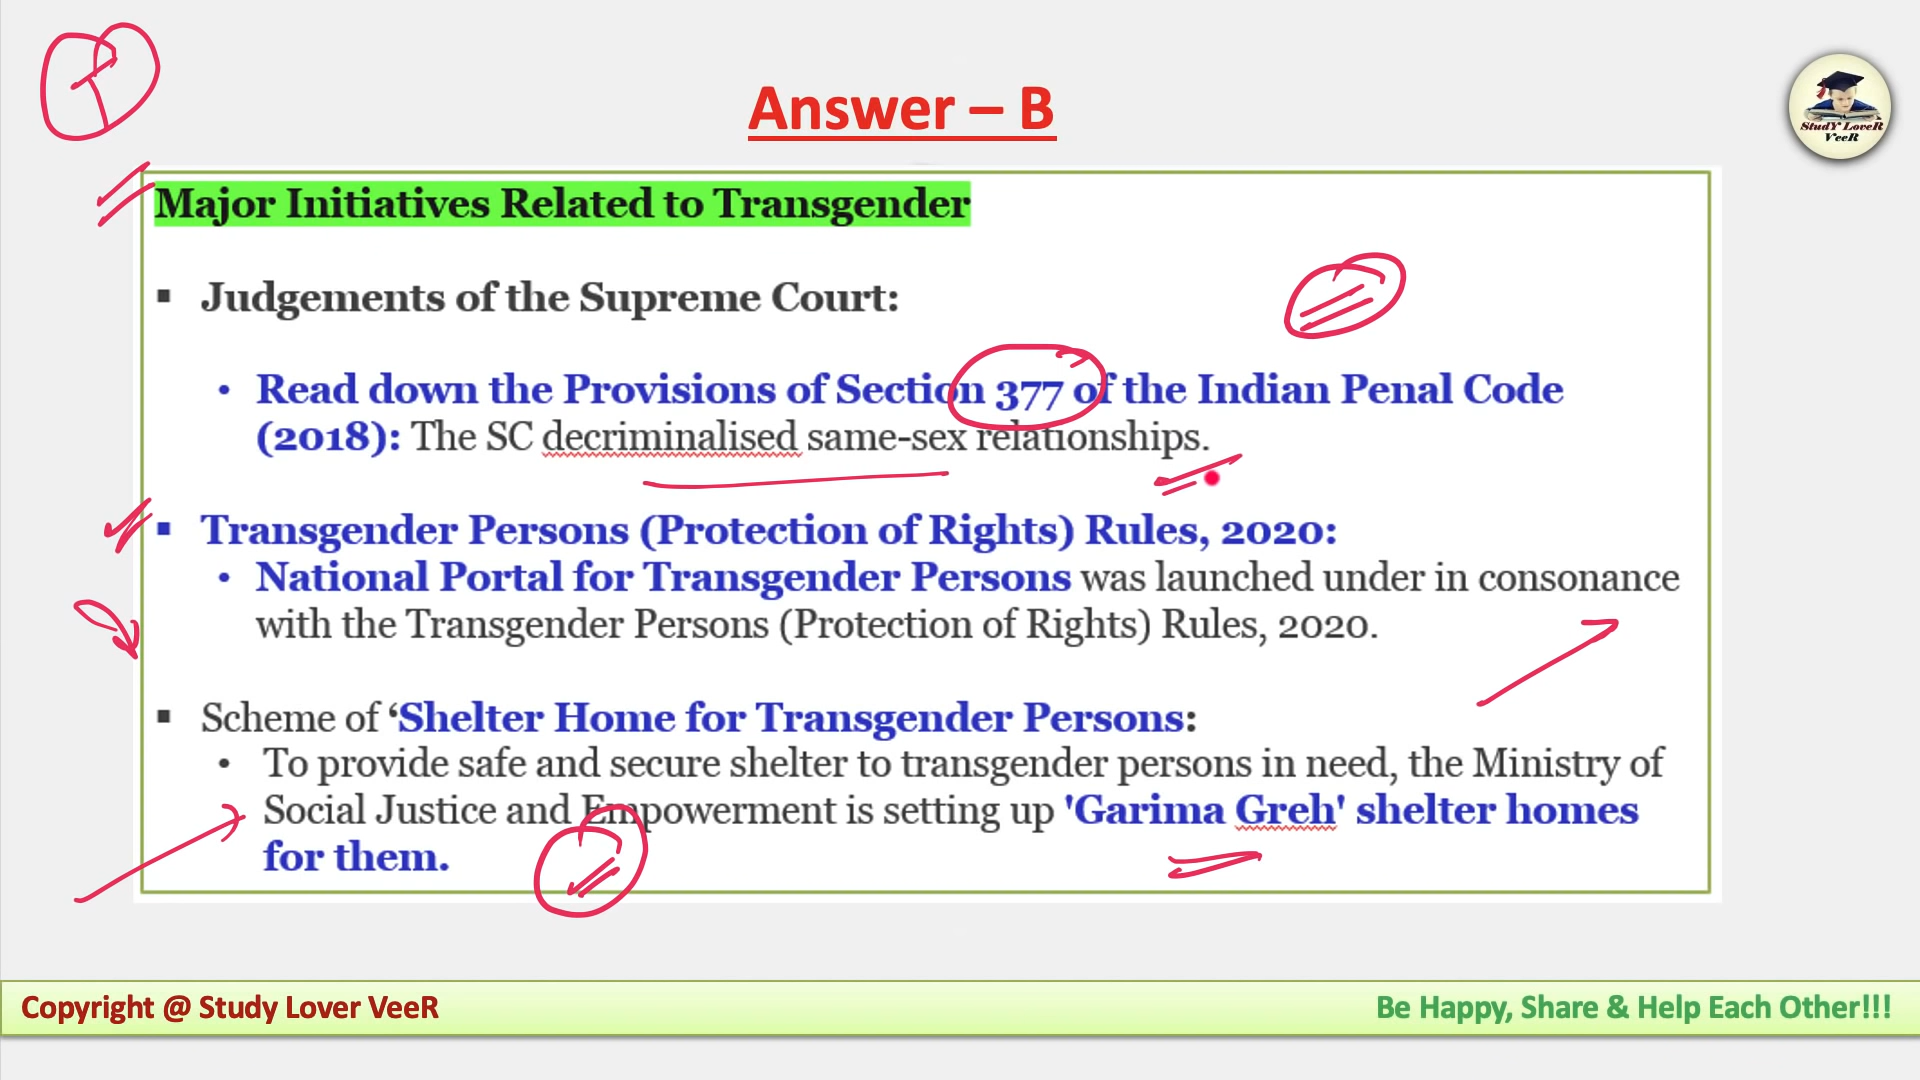 Answer – B
StudY LoveR
VeeR
Major Initiatives Related to Transgender
▪ Judgements of the Supreme Court:
• Read down the Provisions of Section 377 of the Indian Penal Code
(2018): The SC decriminalised same-sex relationships.
▪ Transgender Persons (Protection of Rights) Rules, 2020:
• National Portal for Transgender Persons was launched under in consonance
with the Transgender Persons (Protection of Rights) Rules, 2020.
▪ Scheme of ‘Shelter Home for Transgender Persons:
• To provide safe and secure shelter to transgender persons in need, the Ministry of
Social Justice and Empowerment is setting up 'Garima Greh' shelter homes
for them.
Copyright @ Study Lover VeeR
Be Happy, Share & Help Each Other!!!